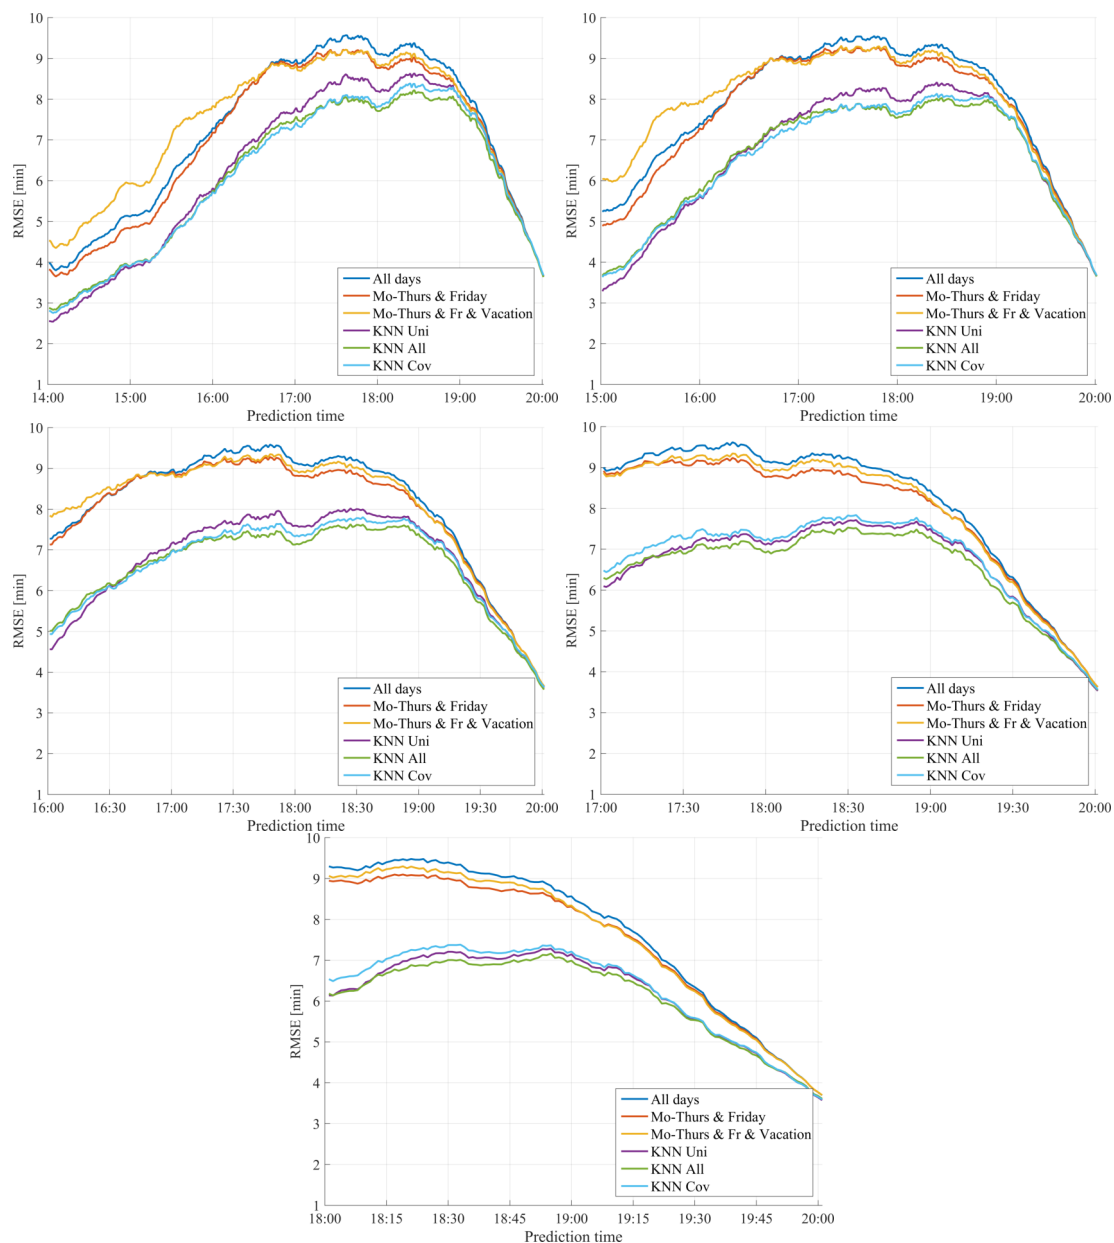 10
9
8
7
6
5
4
3
2
1
RMSE [min]
14:00 15:00 16:00 17:00 18:00 19:00 20:00
Prediction time
All days
Mo-Thurs & Friday
Mo-Thurs & Fr & Vacation
KNN Uni
KNN All
KNN Cov
10
9
8
7
6
5
4
3
2
1
RMSE [min]
15:00 16:00 17:00 18:00 19:00 20:00
Prediction time
All days
Mo-Thurs & Friday
Mo-Thurs & Fr & Vacation
KNN Uni
KNN All
KNN Cov
10
9
8
7
6
5
4
3
2
1
RMSE [min]
16:00 16:30 17:00 17:30 18:00 18:30 19:00 19:30 20:00
Prediction time
All days
Mo-Thurs & Friday
Mo-Thurs & Fr & Vacation
KNN Uni
KNN All
KNN Cov
10
9
8
7
6
5
4
3
2
1
RMSE [min]
17:00 17:30 18:00 18:30 19:00 19:30 20:00
Prediction time
All days
Mo-Thurs & Friday
Mo-Thurs & Fr & Vacation
KNN Uni
KNN All
KNN Cov
10
9
8
7
6
5
4
3
2
1
RMSE [min]
18:00 18:15 18:30 18:45 19:00 19:15 19:30 19:45 20:00
Prediction time
All days
Mo-Thurs & Friday
Mo-Thurs & Fr & Vacation
KNN Uni
KNN All
KNN Cov